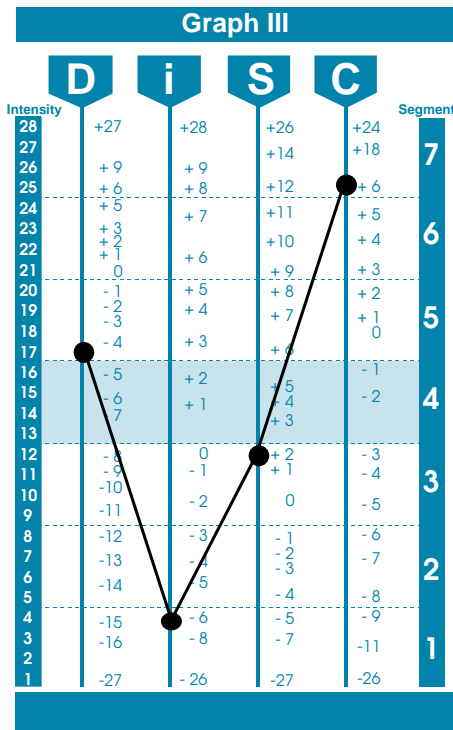 Graph III
D i S C
Intensity Segment
28 +27 +28 +26 +24
27 +14 +18 7
26 + 9 + 9
25 + 6 + 8 +12 + 6
24 + 5 + 7 +11 + 5
23 + 3 6
+ 2 +10 + 4
22 + 1 + 6
21 0 + 9 + 3
20 - 1 + 5 + 8 + 2
19 - 2 + 4 + 7 + 1 5
18 - 3 0
17 - 4 + 3 + 6
16 - 5 + 2 - 1
15 - 6 + 5 - 2 4
+ 1 + 4
14 7 + 3
13
12 - 8 0 + 2 - 3
11 - 9 - 1 + 1 - 4 3
10 -10 - 2 0 - 5
9 -11
8 -12 - 3 - 1 - 6
7 -13 - 4 - 2 - 7 2
6 -14 - 5 - 3
5 - 4 - 8
4 -15 - 6 - 5 - 9
3 -16 - 8 - 7 -11 1
2
1 -27 - 26 -27 -26